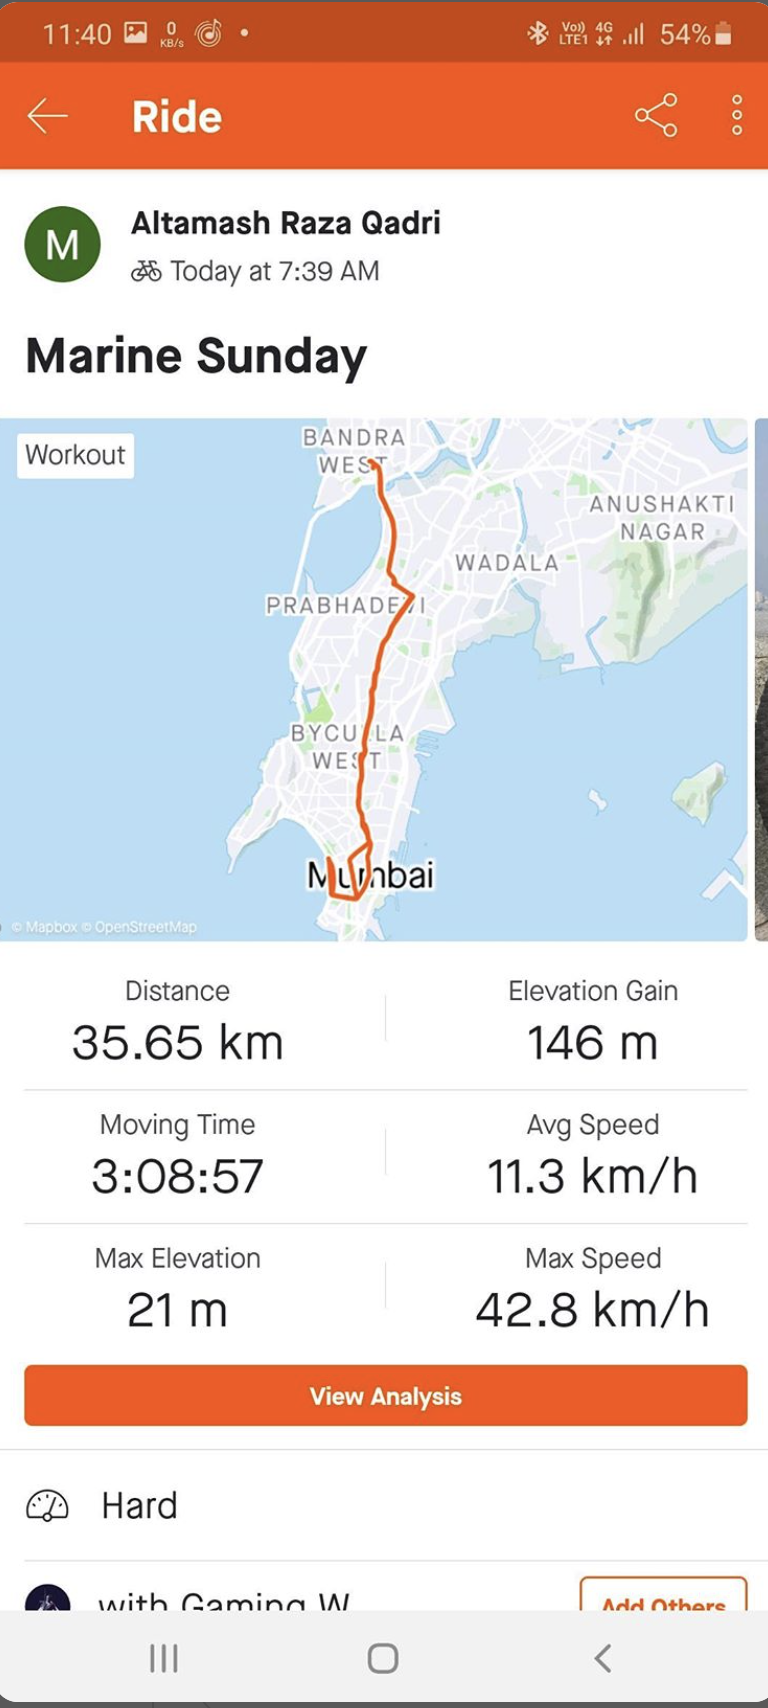 11:40
0
KB/s
Vo))
LTE1
4G
54%
Ride
M
Altamash Raza Qadri
Today at 7:39 AM
Marine Sunday
Workout
BANDRA
WEST
ANUSHAKTI
NAGAR
WADALA
PRABHADEVI
BYCULLA
WEST
Mumbai
© Mapbox © OpenStreetMap
Distance
35.65 km
Elevation Gain
146 m
Moving Time
3:08:57
Avg Speed
11.3 km/h
Max Elevation
21 m
Max Speed
42.8 km/h
View Analysis
Hard
with Gaming W
Add Others